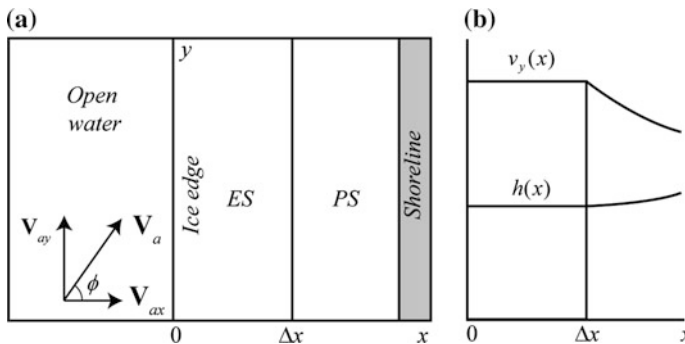 (a)
y
Open
water
Ice edge
ES
PS
Shoreline
V_ay
V_a
ϕ
V_ax
0
Δx
x
(b)
v_y(x)
h(x)
0
Δx
x